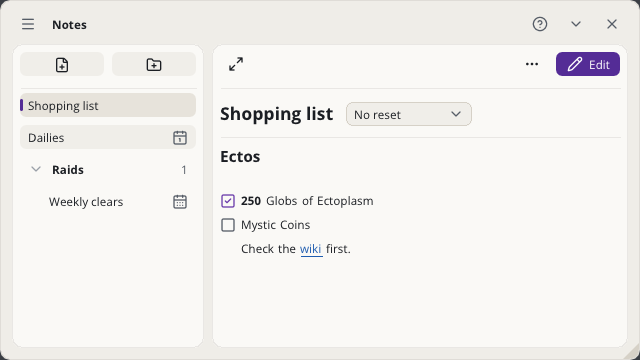 Notes
Edit
Shopping list
Dailies
Raids 1
Weekly clears
Shopping list No reset
Ectos
250 Globs of Ectoplasm
Mystic Coins
Check the wiki first.